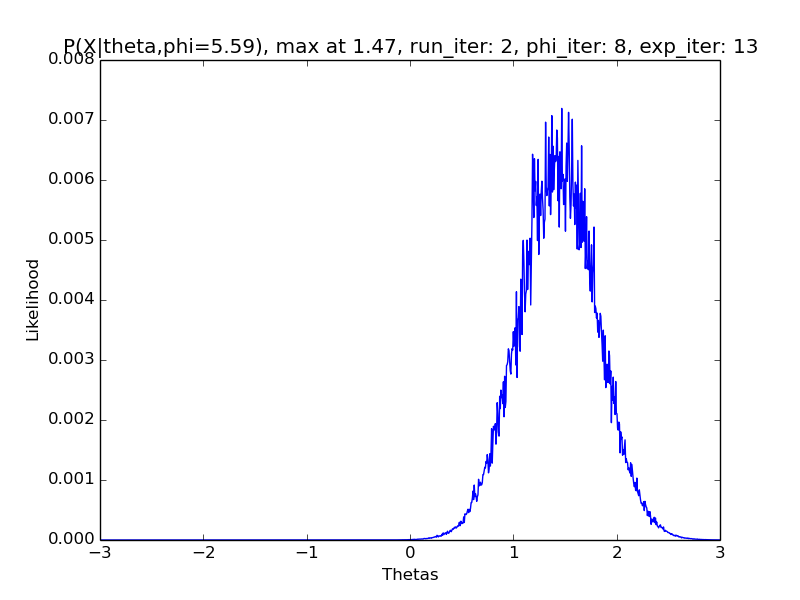 P(X|theta,phi=5.59), max at 1.47, run_iter: 2, phi_iter: 8, exp_iter: 13
0.008
0.007
0.006
0.005
0.004
0.003
0.002
0.001
0.000
Likelihood
−3 −2 −1 0 1 2 3
Thetas